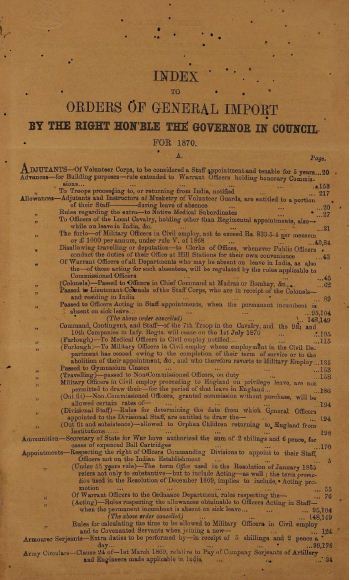 INDEX
TO
ORDERS OF GENERAL IMPORT
BY THE RIGHT HON'BLE THE GOVERNOR IN COUNCIL
FOR 1870.
A.
Page.
ADJUTANTS—Of Volunteer Corps, to be considered a Staff appointment and tenable for 5 years...20
Advances—for Building purposes—rule extended to Warrant Officers holding honorary Commis-
sions... 153
To Troops proceeding to, or returning from India, notified 217
Allowances—Adjutants and Instructors of Musketry of Volunteer Guards, are entitled to a portion
of their Staff during leave of absence 20
" Rules regarding the extra—to Native Medical Subordinates 27
" To Officers of the Local Cavalry, holding other Regimental appointments, also—
while on leave in India, 31
" The furlo—of Military Officers in Civil employ, not to exceed Rs. 833-5-4 per mensem
or £ 1000 per annum, under rule V. of 1868 49,84
" Disallowing travelling or deputation—to Clerks of Offices, whenever Public Officers
conduct the duties of their Office at Hill Stations for their own convenience 43
" Of Warrant Officers of all Departments who may be absent on leave in India, as also
the—of those acting for such absentees, will be regulated by the rules applicable to
Commissioned Officers 45
" (Colonels)—Passed to Officers in Chief Command at Madras or Bombay, &c. 62
" Passed to Lieutenant-Colonels of the Staff Corps, who are in receipt of the Colonels—
and residing in India 89
" Passed to Officers Acting in Staff appointments, when the permanent incumbent is
absent on sick leave 95,104
" (The above order cancelled) 148,149
" Command, Contingent, and Staff—of the 7th Troop in the Cavalry, and the 9th and
10th Companies in Infy: Regts. will cease on the 1st July 1870 105
" (Furlough)—To Medical Officers in Civil employ notified 115
" (Furlough)—To Military Officers in Civil employ whose employment in the Civil De-
partment has ceased owing to the completion of their term of service or to the
abolition of their appointment, &c., and who therefore reverts to Military Employ...135
" Passed to Gymnasium Classes 153
" (Travelling)—passed to Non-Commissioned Officers, on duty 158
" Military Officers in Civil employ proceeding to England on privilege leave, are not
permitted to draw their—for the period of that leave in England 186
" (Out fit)—Non-Commissioned Officers, granted commission without purchase, will be
allowed certain rates of— 194
" (Divisional Staff)—Rules for determining the date from which General Officers
appointed to the Divisional Staff, are entitled to draw the— 194
" (Out fit and subsistence)—allowed to Orphan Children returning to England from
Institutions 198
Ammunition—Secretary of State for War have authorized the sum of 2 shillings and 6 pence, for
cases of expended Ball Cartridges 170
Appointments—Respecting the right of Officers Commanding Divisions to appoint to their Staff,
Officers not on the Indian Establishment 5
" (Under 55 years rule)—The term Office used in the Resolution of January 1865
refers not only to substantive—but to include Acting—as well; the term promo-
tion used in the Resolution of December 1869, implies to include Acting pro-
motion 55
" Of Warrant Officers to the Ordnance Department, rules respecting the— 76
" (Acting)—Rules respecting the allowances obtainable to Officers Acting in Staff—
when the permanent incumbent is absent on sick leave 95,104
" (The above order cancelled) 148,149
" Rules for calculating the time to be allowed to Military Officers in Civil employ
and to Covenanted Servants when joining a new— 124
Armourer Serjeants—Extra duties to be performed by—in receipt of 5 shillings and 2 pence a
day 90,176
Army Circulars—Clause 24 of—1st March 1869, relative to Pay of Company Serjeants of Artillery
and Engineers made applicable in India 34